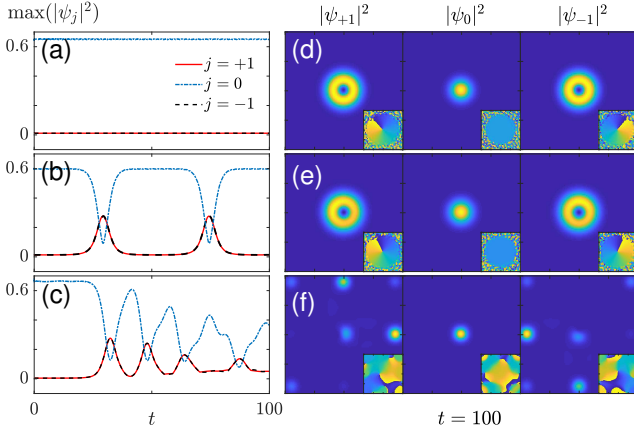 max(|ψ_j|²)
|ψ₊₁|² |ψ₀|² |ψ₋₁|²
0.6
(a)
j = +1
j = 0
j = −1
0
(d)
0.6
(b)
0
(e)
0.6
(c)
0
(f)
0 t 100
t = 100